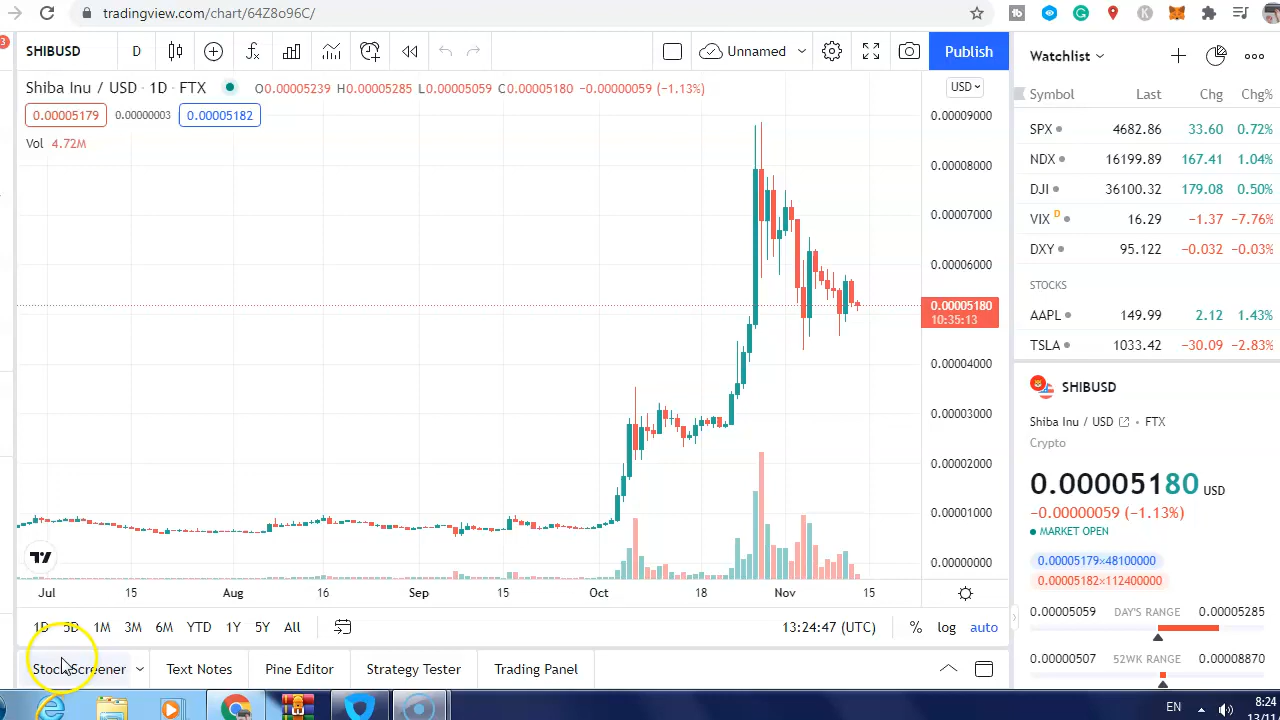 tradingview.com/chart/64Z8o96C/
3
SHIBUSD
D
Unnamed
Publish
Shiba Inu / USD · 1D · FTX
O0.00005239 H0.00005285 L0.00005059 C0.00005180 −0.00000059 (−1.13%)
0.00005179
0.00000003
0.00005182
Vol 4.72M
USD
0.00009000
0.00008000
0.00007000
0.00006000
0.00005180
10:35:13
0.00004000
0.00003000
0.00002000
0.00001000
0.00000000
Jul 15 Aug 16 Sep 15 Oct 18 Nov 15
1D 5D 1M 3M 6M YTD 1Y 5Y All
13:24:47 (UTC)
% log auto
Stock Screener
Text Notes
Pine Editor
Strategy Tester
Trading Panel
Watchlist
Symbol Last Chg Chg%
SPX 4682.86 33.60 0.72%
NDX 16199.89 167.41 1.04%
DJI 36100.32 179.08 0.50%
VIX D 16.29 −1.37 −7.76%
DXY 95.122 −0.032 −0.03%
STOCKS
AAPL 149.99 2.12 1.43%
TSLA 1033.42 −30.09 −2.83%
SHIBUSD
Shiba Inu / USD · FTX
Crypto
0.00005180 USD
−0.00000059 (−1.13%)
MARKET OPEN
0.00005179×48100000
0.00005182×112400000
0.00005059 DAY'S RANGE 0.00005285
0.00000507 52WK RANGE 0.00008870
EN
8:24